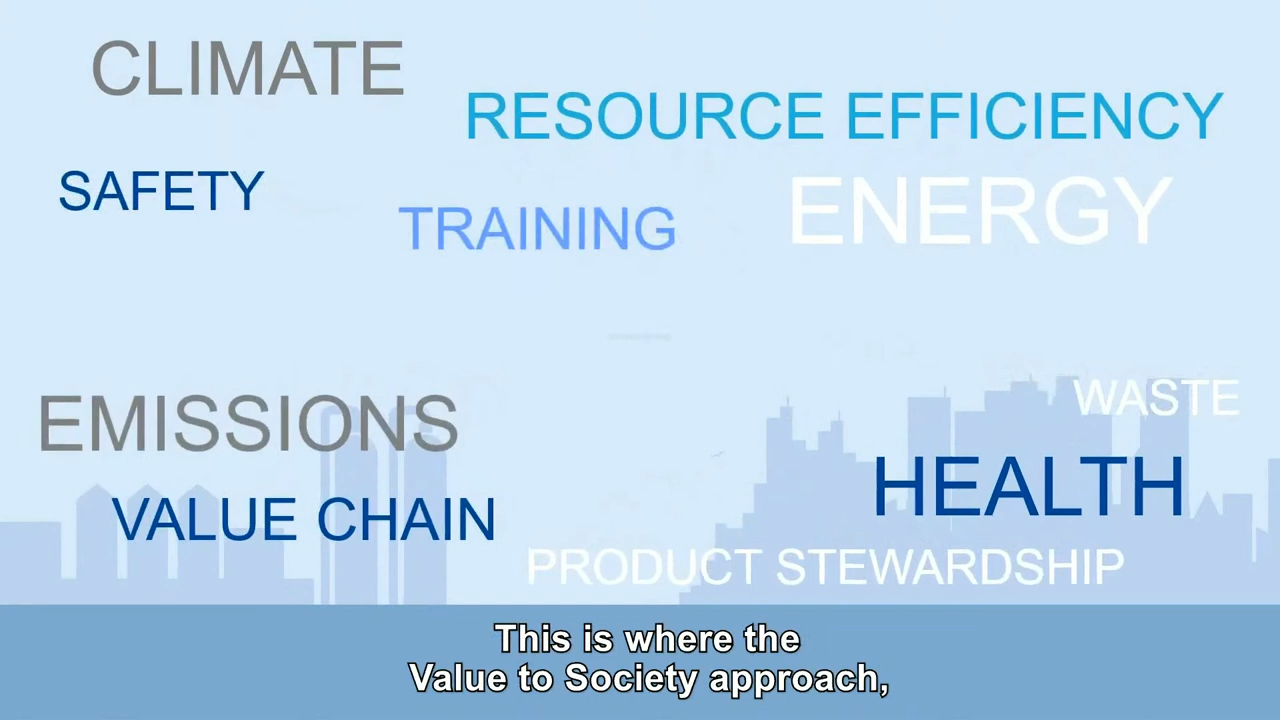 CLIMATE
RESOURCE EFFICIENCY
SAFETY
TRAINING
ENERGY
EMISSIONS
WASTE
HEALTH
VALUE CHAIN
PRODUCT STEWARDSHIP
This is where the
Value to Society approach,